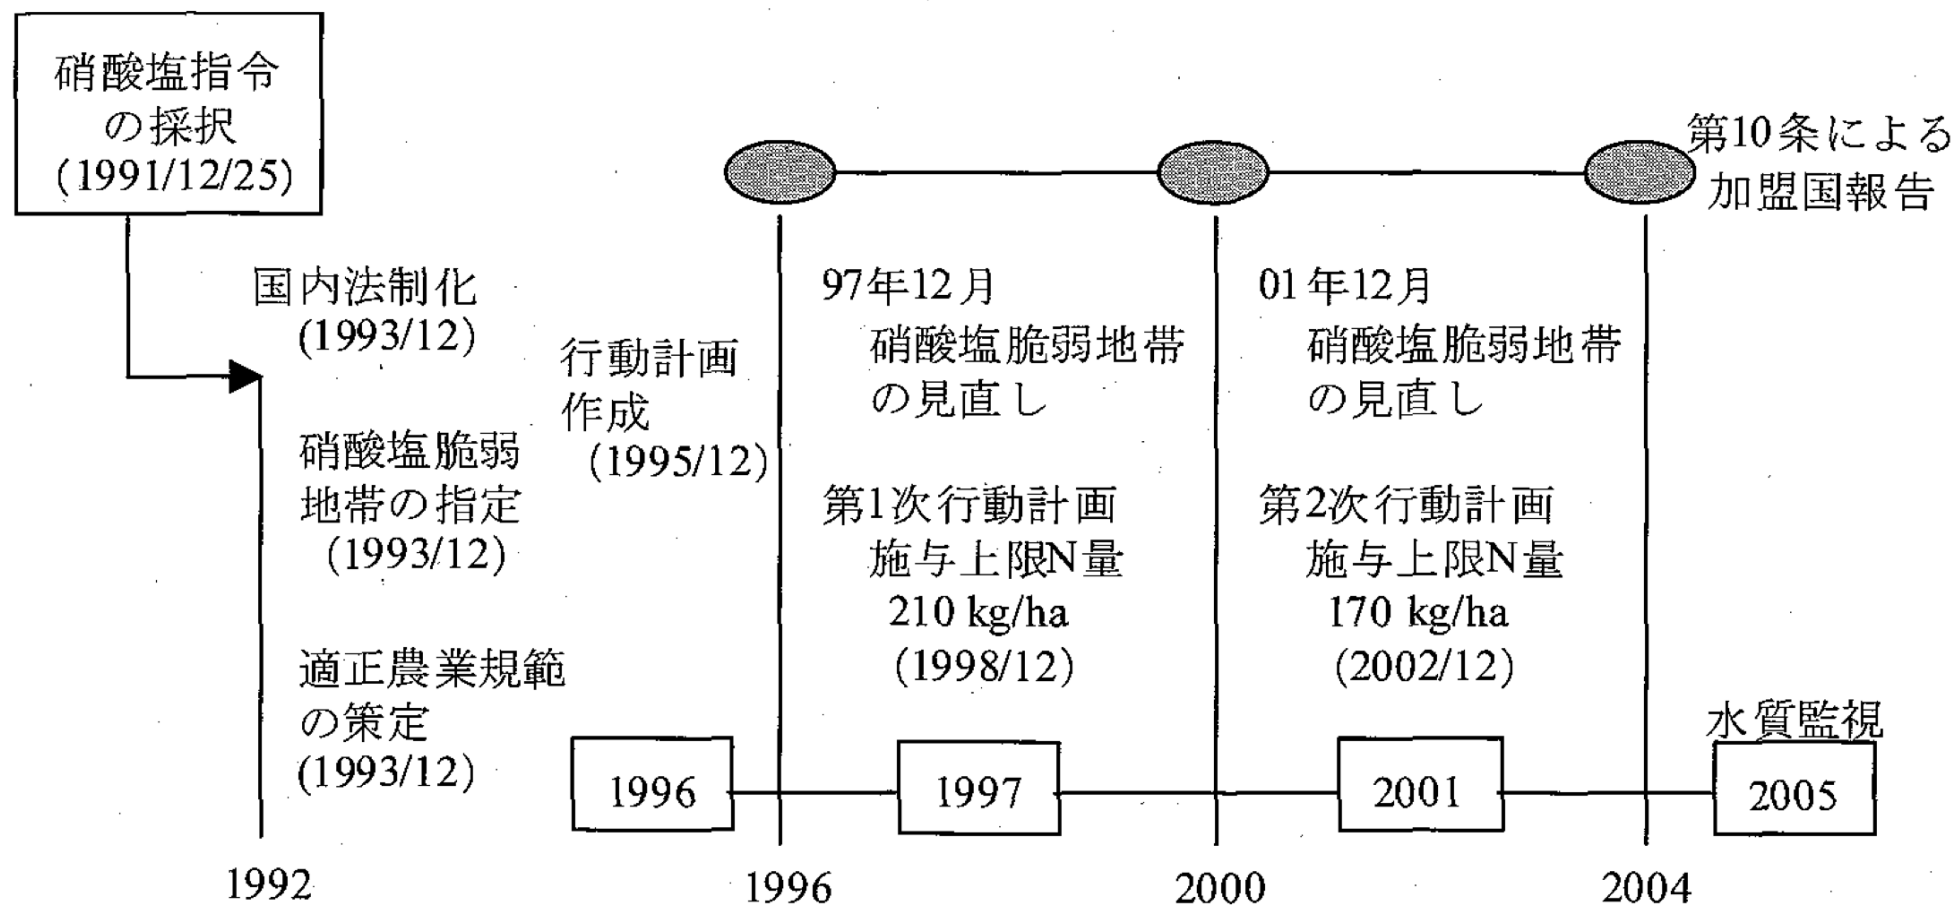 硝酸塩指令
の採択
(1991/12/25)
国内法制化
(1993/12)
硝酸塩脆弱
地帯の指定
(1993/12)
適正農業規範
の策定
(1993/12)
行動計画
作成
(1995/12)
97年12月
硝酸塩脆弱地帯
の見直し
第1次行動計画
施与上限N量
210 kg/ha
(1998/12)
01年12月
硝酸塩脆弱地帯
の見直し
第2次行動計画
施与上限N量
170 kg/ha
(2002/12)
第10条による
加盟国報告
水質監視
1996
1997
2001
2005
1992
1996
2000
2004